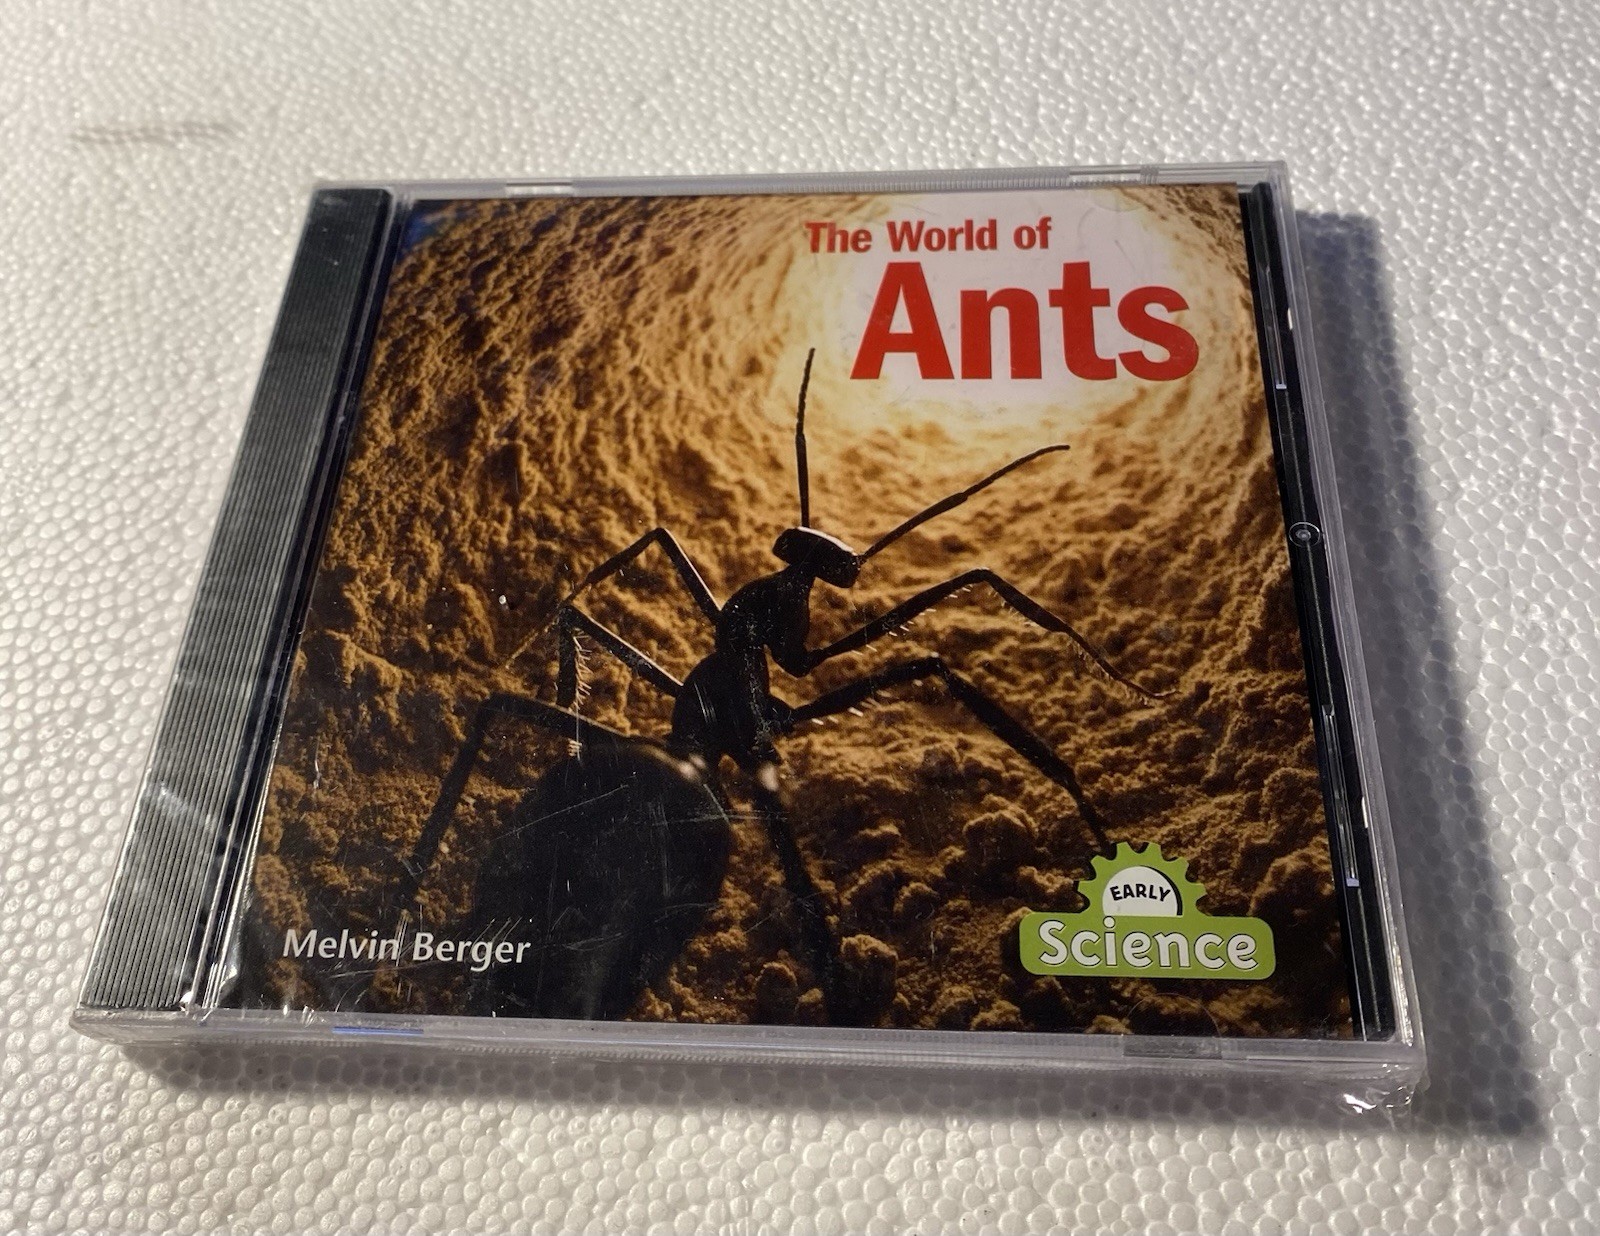 The World of
Ants
Melvin Berger
EARLY
Science